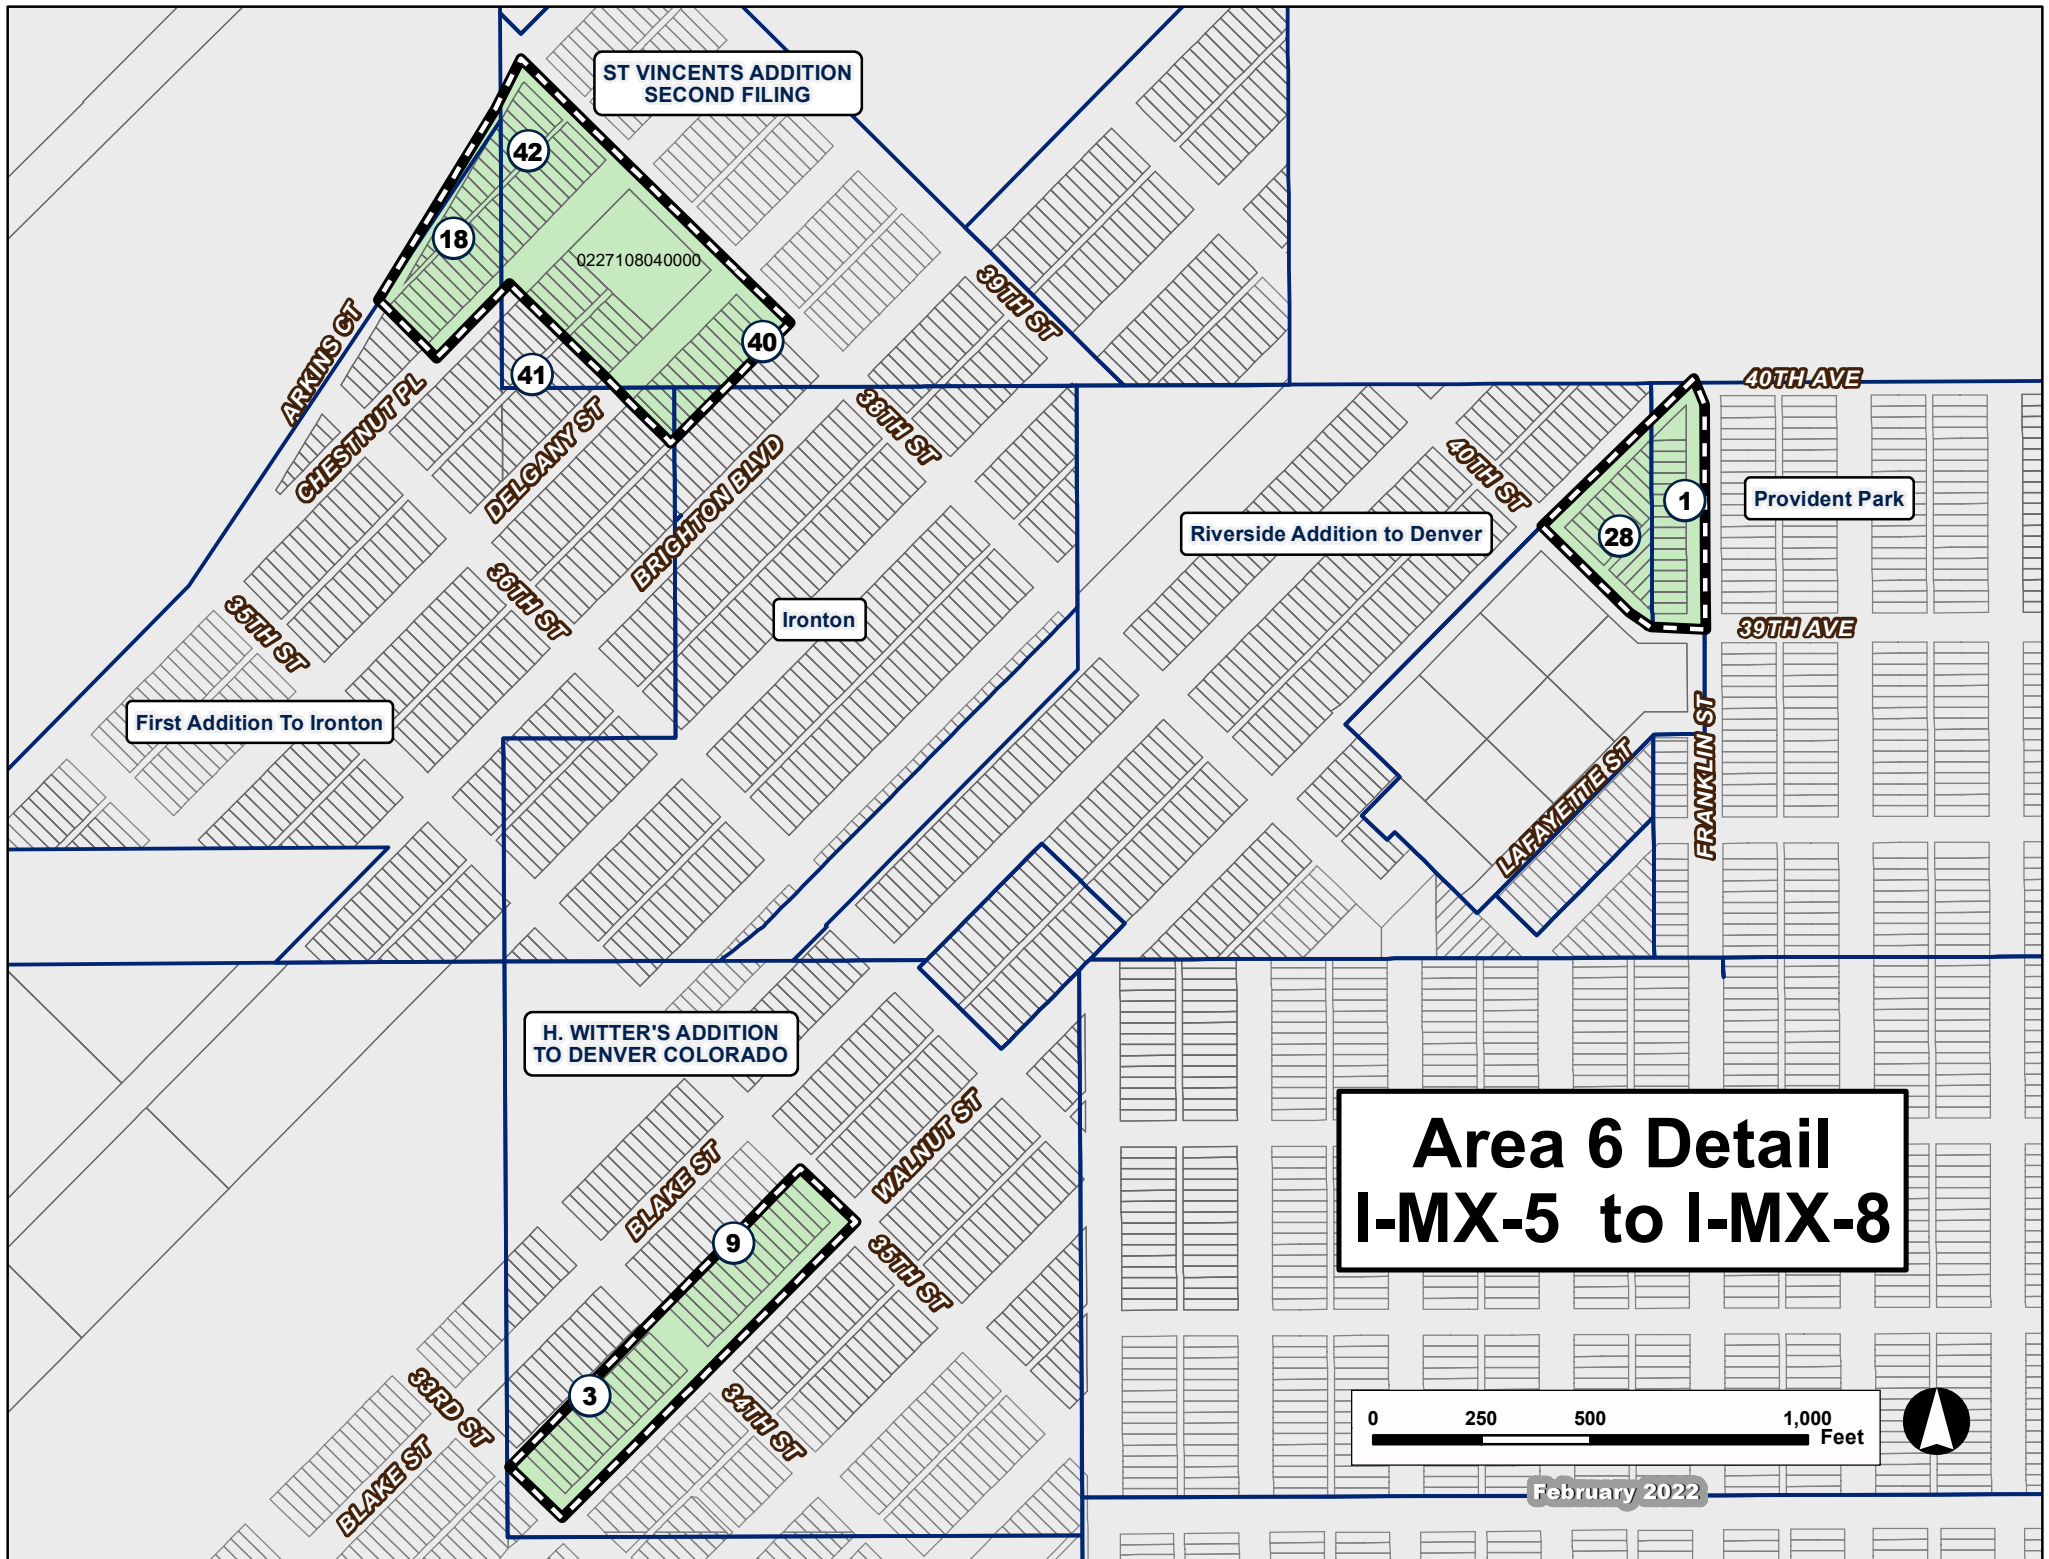 ST VINCENTS ADDITION
SECOND FILING
42
18
0227108040000
39TH ST
40
41
ARKINS CT
CHESTNUT PL
DELGANY ST
38TH ST
BRIGHTON BLVD
36TH ST
35TH ST
Ironton
First Addition To Ironton
40TH AVE
40TH ST
1
Provident Park
Riverside Addition to Denver
28
39TH AVE
FRANKLIN ST
LAFAYETTE ST
H. WITTER'S ADDITION
TO DENVER COLORADO
WALNUT ST
BLAKE ST
9
35TH ST
3
34TH ST
33RD ST
BLAKE ST
Area 6 Detail
I-MX-5 to I-MX-8
0 250 500 1,000
Feet
February 2022